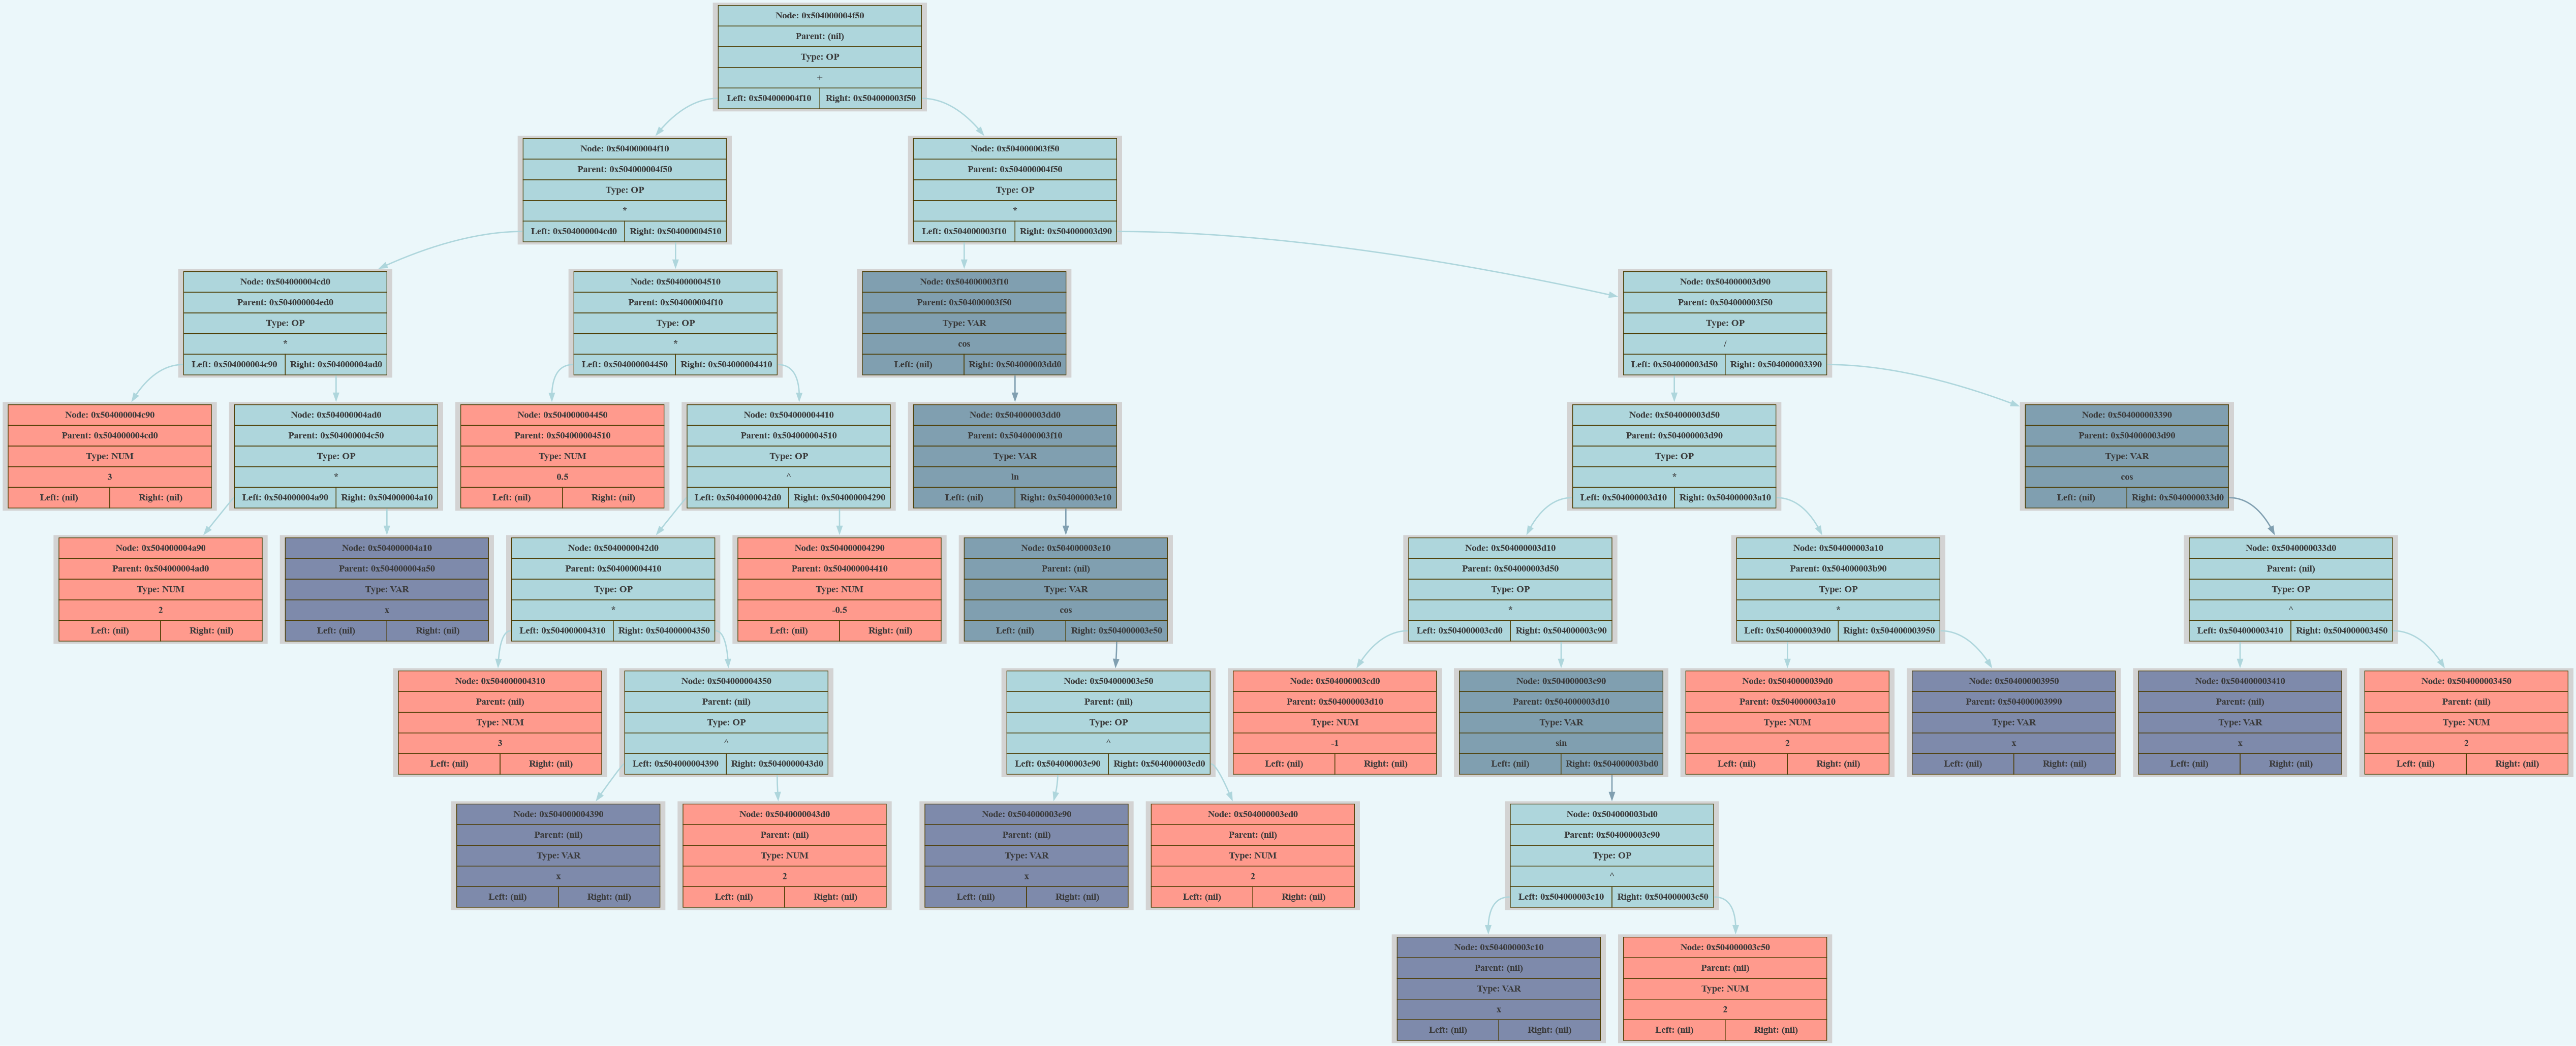 Node: 0x504000004f50
Parent: (nil)
Type: OP
+
Left: 0x504000004f10 Right: 0x504000003f50
Node: 0x504000004f10
Parent: 0x504000004f50
Type: OP
*
Left: 0x504000004cd0 Right: 0x504000004510
Node: 0x504000003f50
Parent: 0x504000004f50
Type: OP
*
Left: 0x504000003f10 Right: 0x504000003d90
Node: 0x504000004cd0
Parent: 0x504000004ed0
Type: OP
*
Left: 0x504000004c90 Right: 0x504000004ad0
Node: 0x504000004510
Parent: 0x504000004f10
Type: OP
*
Left: 0x504000004450 Right: 0x504000004410
Node: 0x504000003f10
Parent: 0x504000003f50
Type: VAR
cos
Left: (nil) Right: 0x504000003dd0
Node: 0x504000003d90
Parent: 0x504000003f50
Type: OP
/
Left: 0x504000003d50 Right: 0x504000003390
Node: 0x504000004c90
Parent: 0x504000004cd0
Type: NUM
3
Left: (nil) Right: (nil)
Node: 0x504000004ad0
Parent: 0x504000004c50
Type: OP
*
Left: 0x504000004a90 Right: 0x504000004a10
Node: 0x504000004450
Parent: 0x504000004510
Type: NUM
0.5
Left: (nil) Right: (nil)
Node: 0x504000004410
Parent: 0x504000004510
Type: OP
^
Left: 0x5040000042d0 Right: 0x504000004290
Node: 0x504000003dd0
Parent: 0x504000003f10
Type: VAR
ln
Left: (nil) Right: 0x504000003e10
Node: 0x504000003d50
Parent: 0x504000003d90
Type: OP
*
Left: 0x504000003d10 Right: 0x504000003a10
Node: 0x504000003390
Parent: 0x504000003d90
Type: VAR
cos
Left: (nil) Right: 0x5040000033d0
Node: 0x504000004a90
Parent: 0x504000004ad0
Type: NUM
2
Left: (nil) Right: (nil)
Node: 0x504000004a10
Parent: 0x504000004a50
Type: VAR
x
Left: (nil) Right: (nil)
Node: 0x5040000042d0
Parent: 0x504000004410
Type: OP
*
Left: 0x504000004310 Right: 0x504000004350
Node: 0x504000004290
Parent: 0x504000004410
Type: NUM
-0.5
Left: (nil) Right: (nil)
Node: 0x504000003e10
Parent: (nil)
Type: VAR
cos
Left: (nil) Right: 0x504000003e50
Node: 0x504000003d10
Parent: 0x504000003d50
Type: OP
*
Left: 0x504000003cd0 Right: 0x504000003c90
Node: 0x504000003a10
Parent: 0x504000003b90
Type: OP
*
Left: 0x5040000039d0 Right: 0x504000003950
Node: 0x5040000033d0
Parent: (nil)
Type: OP
^
Left: 0x504000003410 Right: 0x504000003450
Node: 0x504000004310
Parent: (nil)
Type: NUM
3
Left: (nil) Right: (nil)
Node: 0x504000004350
Parent: (nil)
Type: OP
^
Left: 0x504000004390 Right: 0x5040000043d0
Node: 0x504000003e50
Parent: (nil)
Type: OP
^
Left: 0x504000003e90 Right: 0x504000003ed0
Node: 0x504000003cd0
Parent: 0x504000003d10
Type: NUM
-1
Left: (nil) Right: (nil)
Node: 0x504000003c90
Parent: 0x504000003d10
Type: VAR
sin
Left: (nil) Right: 0x504000003bd0
Node: 0x5040000039d0
Parent: 0x504000003a10
Type: NUM
2
Left: (nil) Right: (nil)
Node: 0x504000003950
Parent: 0x504000003990
Type: VAR
x
Left: (nil) Right: (nil)
Node: 0x504000003410
Parent: (nil)
Type: VAR
x
Left: (nil) Right: (nil)
Node: 0x504000003450
Parent: (nil)
Type: NUM
2
Left: (nil) Right: (nil)
Node: 0x504000004390
Parent: (nil)
Type: VAR
x
Left: (nil) Right: (nil)
Node: 0x5040000043d0
Parent: (nil)
Type: NUM
2
Left: (nil) Right: (nil)
Node: 0x504000003e90
Parent: (nil)
Type: VAR
x
Left: (nil) Right: (nil)
Node: 0x504000003ed0
Parent: (nil)
Type: NUM
2
Left: (nil) Right: (nil)
Node: 0x504000003bd0
Parent: 0x504000003c90
Type: OP
^
Left: 0x504000003c10 Right: 0x504000003c50
Node: 0x504000003c10
Parent: (nil)
Type: VAR
x
Left: (nil) Right: (nil)
Node: 0x504000003c50
Parent: (nil)
Type: NUM
2
Left: (nil) Right: (nil)